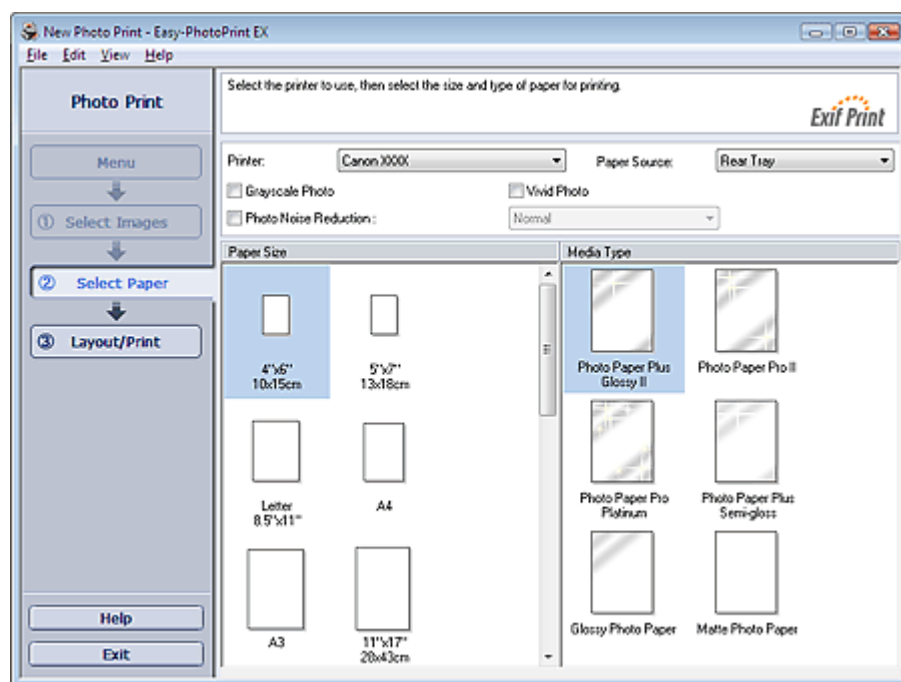 New Photo Print - Easy-PhotoPrint EX
File Edit View Help
Photo Print
Select the printer to use, then select the size and type of paper for printing.
Exif Print
Menu
① Select Images
② Select Paper
③ Layout/Print
Help
Exit
Printer: Canon XXXX Paper Source: Rear Tray
Grayscale Photo Vivid Photo
Photo Noise Reduction : Normal
Paper Size Media Type
4"x6"
10x15cm
5"x7"
13x18cm
Letter
8.5"x11"
A4
A3
11"x17"
28x43cm
Photo Paper Plus
Glossy II
Photo Paper Pro II
Photo Paper Pro
Platinum
Photo Paper Plus
Semi-gloss
Glossy Photo Paper
Matte Photo Paper